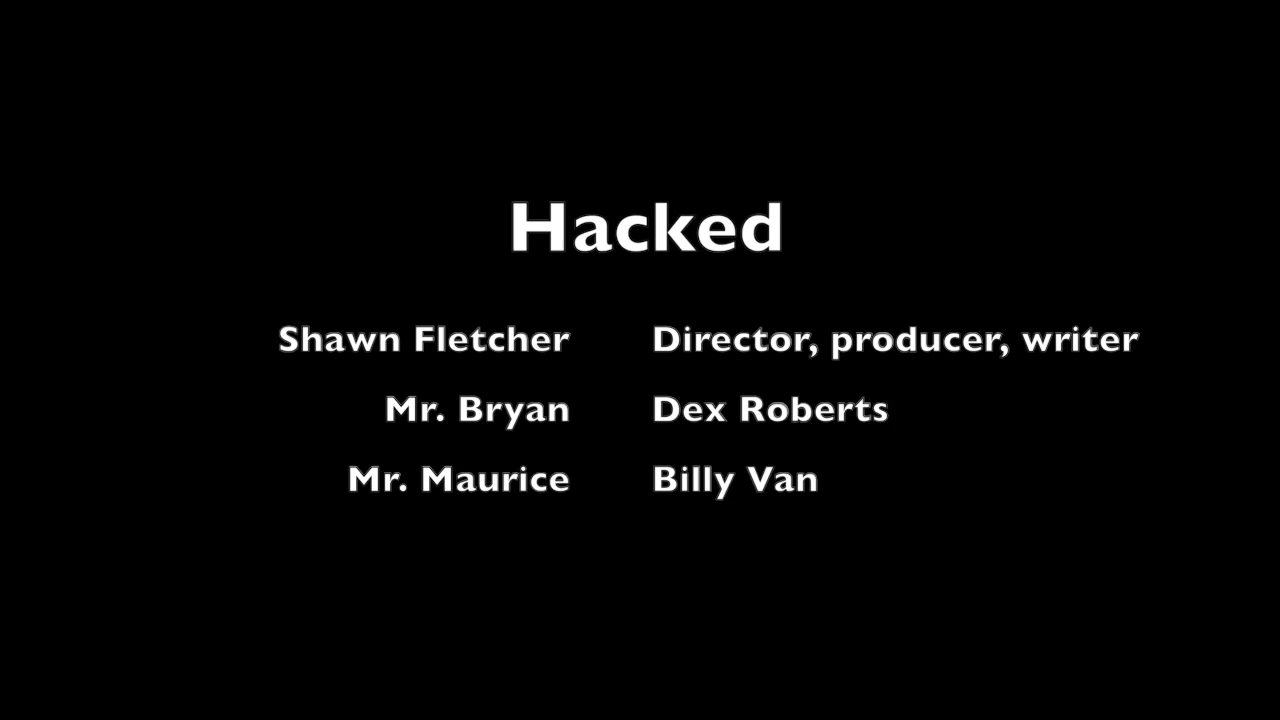 Hacked
Shawn Fletcher Director, producer, writer
Mr. Bryan Dex Roberts
Mr. Maurice Billy Van